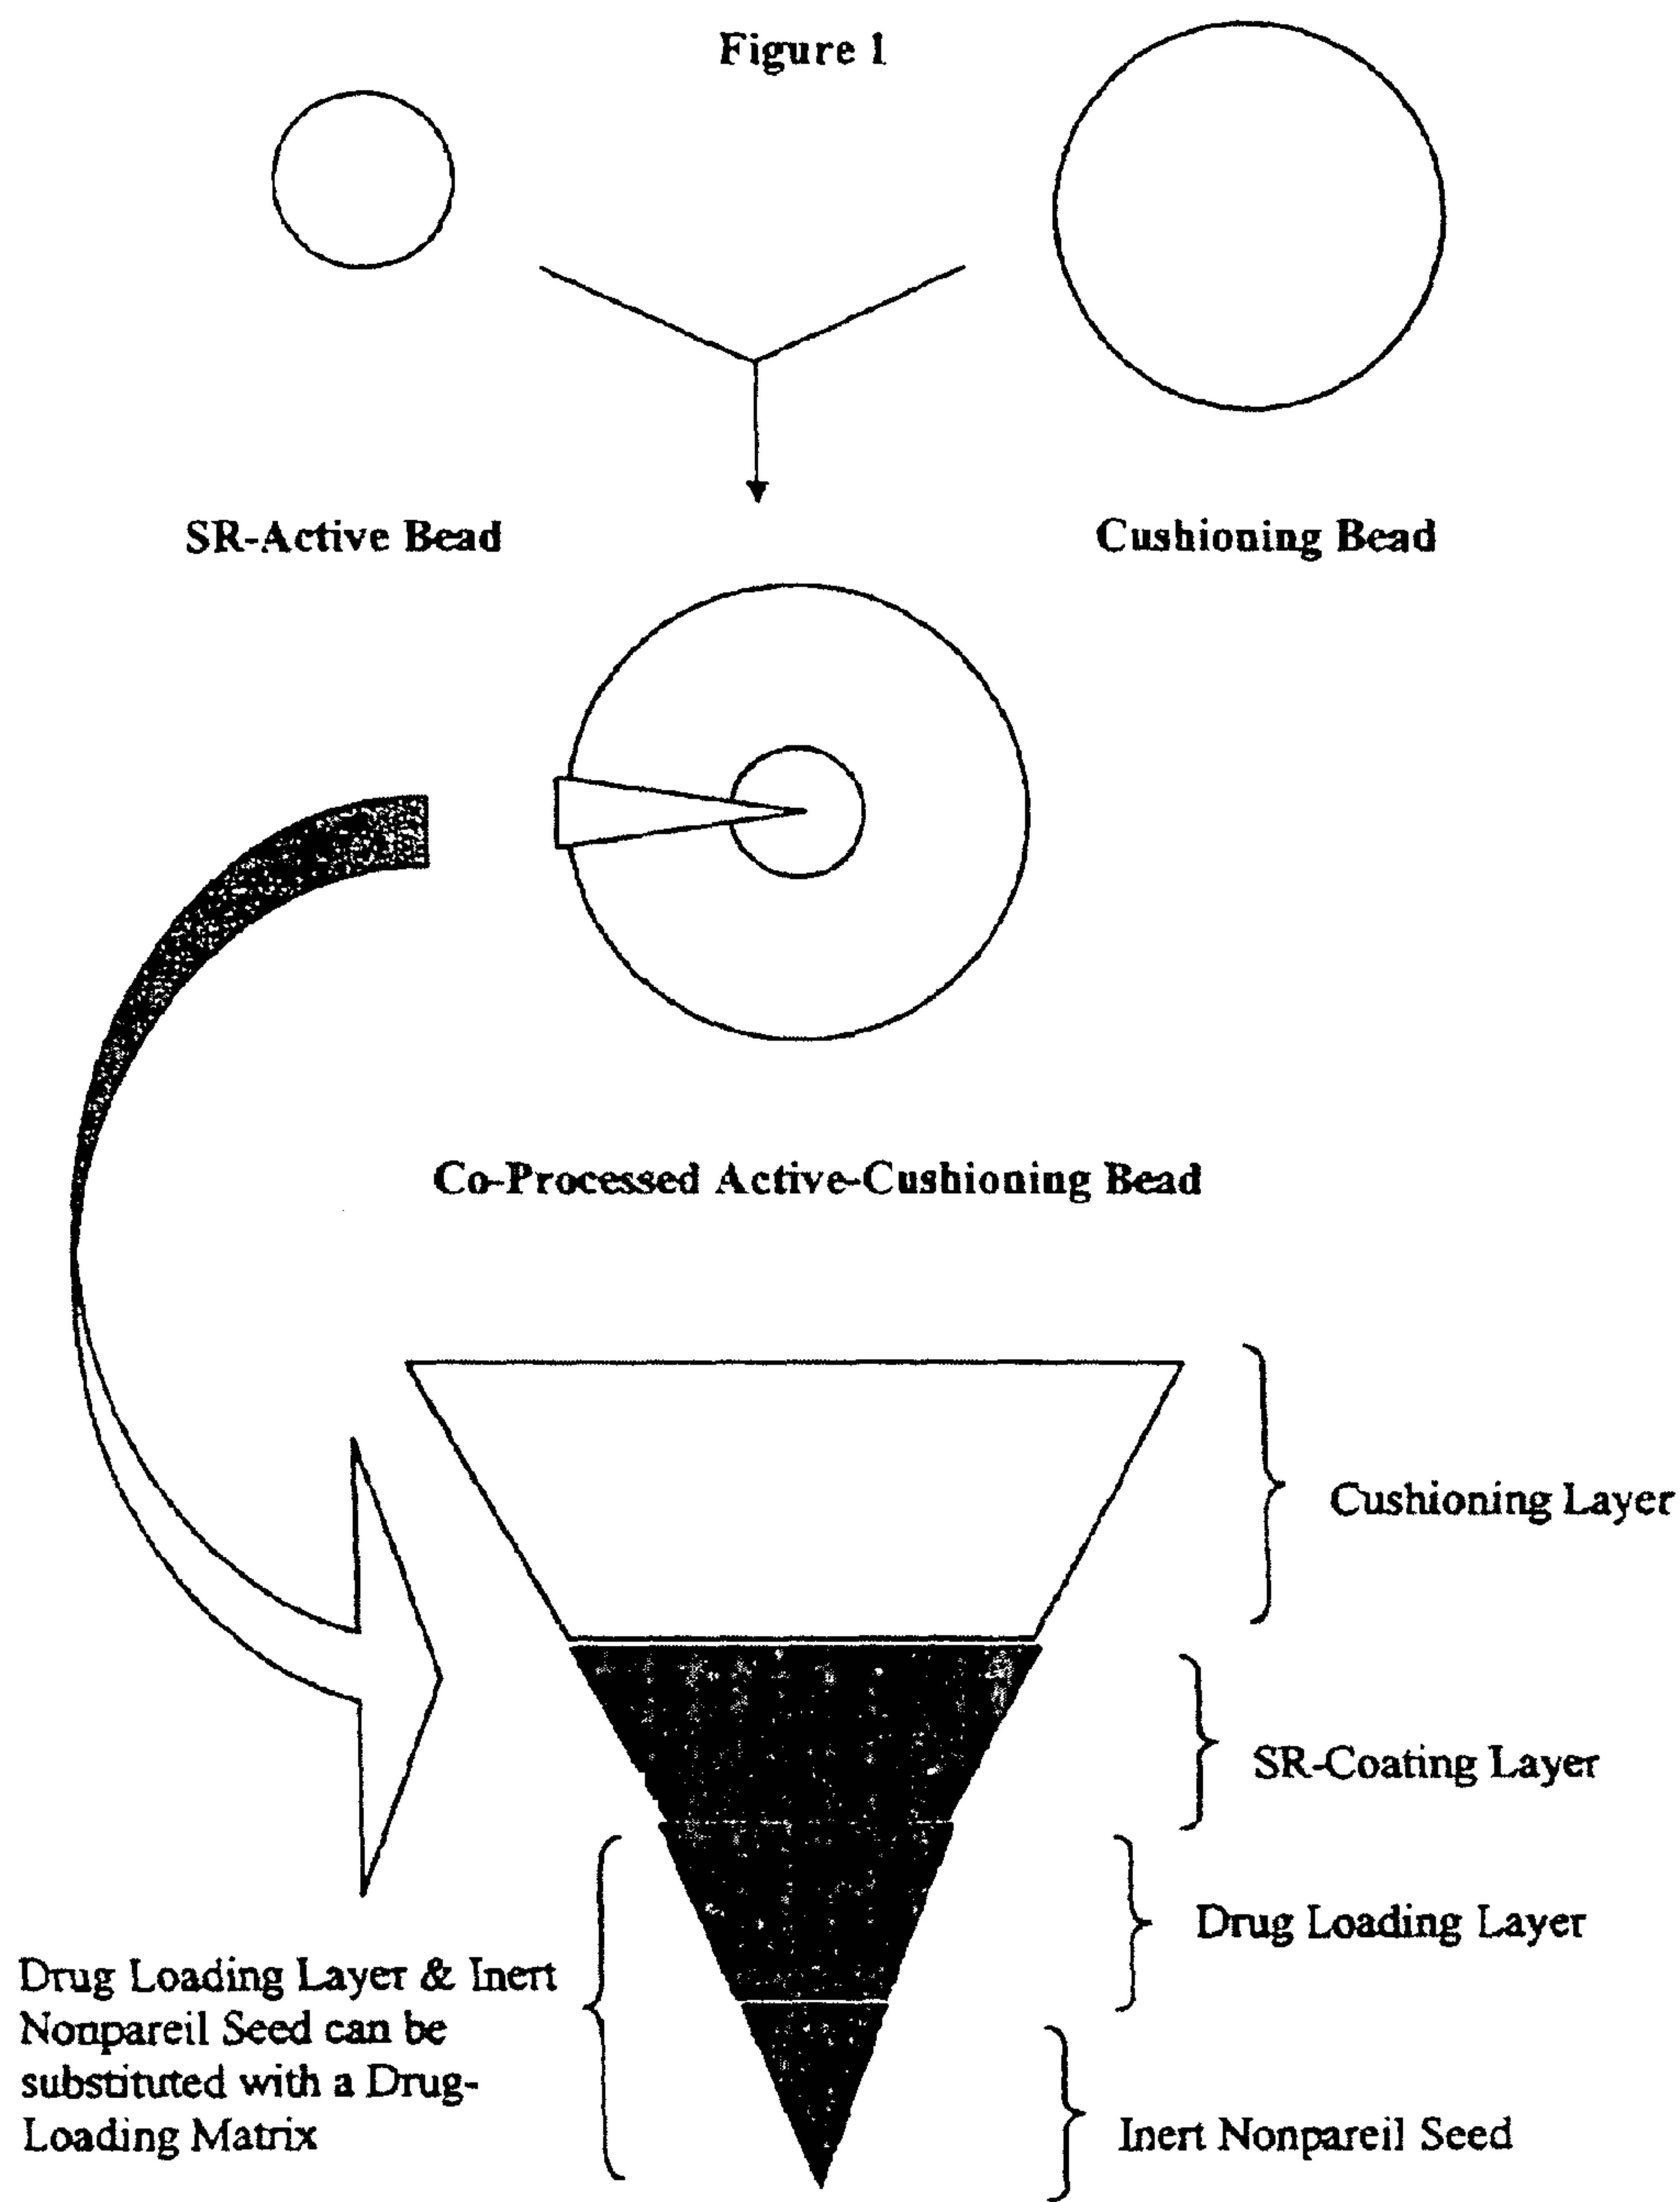 Figure 1
SR-Active Bead
Cushioning Bead
Co-Processed Active-Cushioning Bead
Cushioning Layer
SR-Coating Layer
Drug Loading Layer
Drug Loading Layer & Inert
Nonpareil Seed can be
substituted with a Drug-
Loading Matrix
Inert Nonpareil Seed